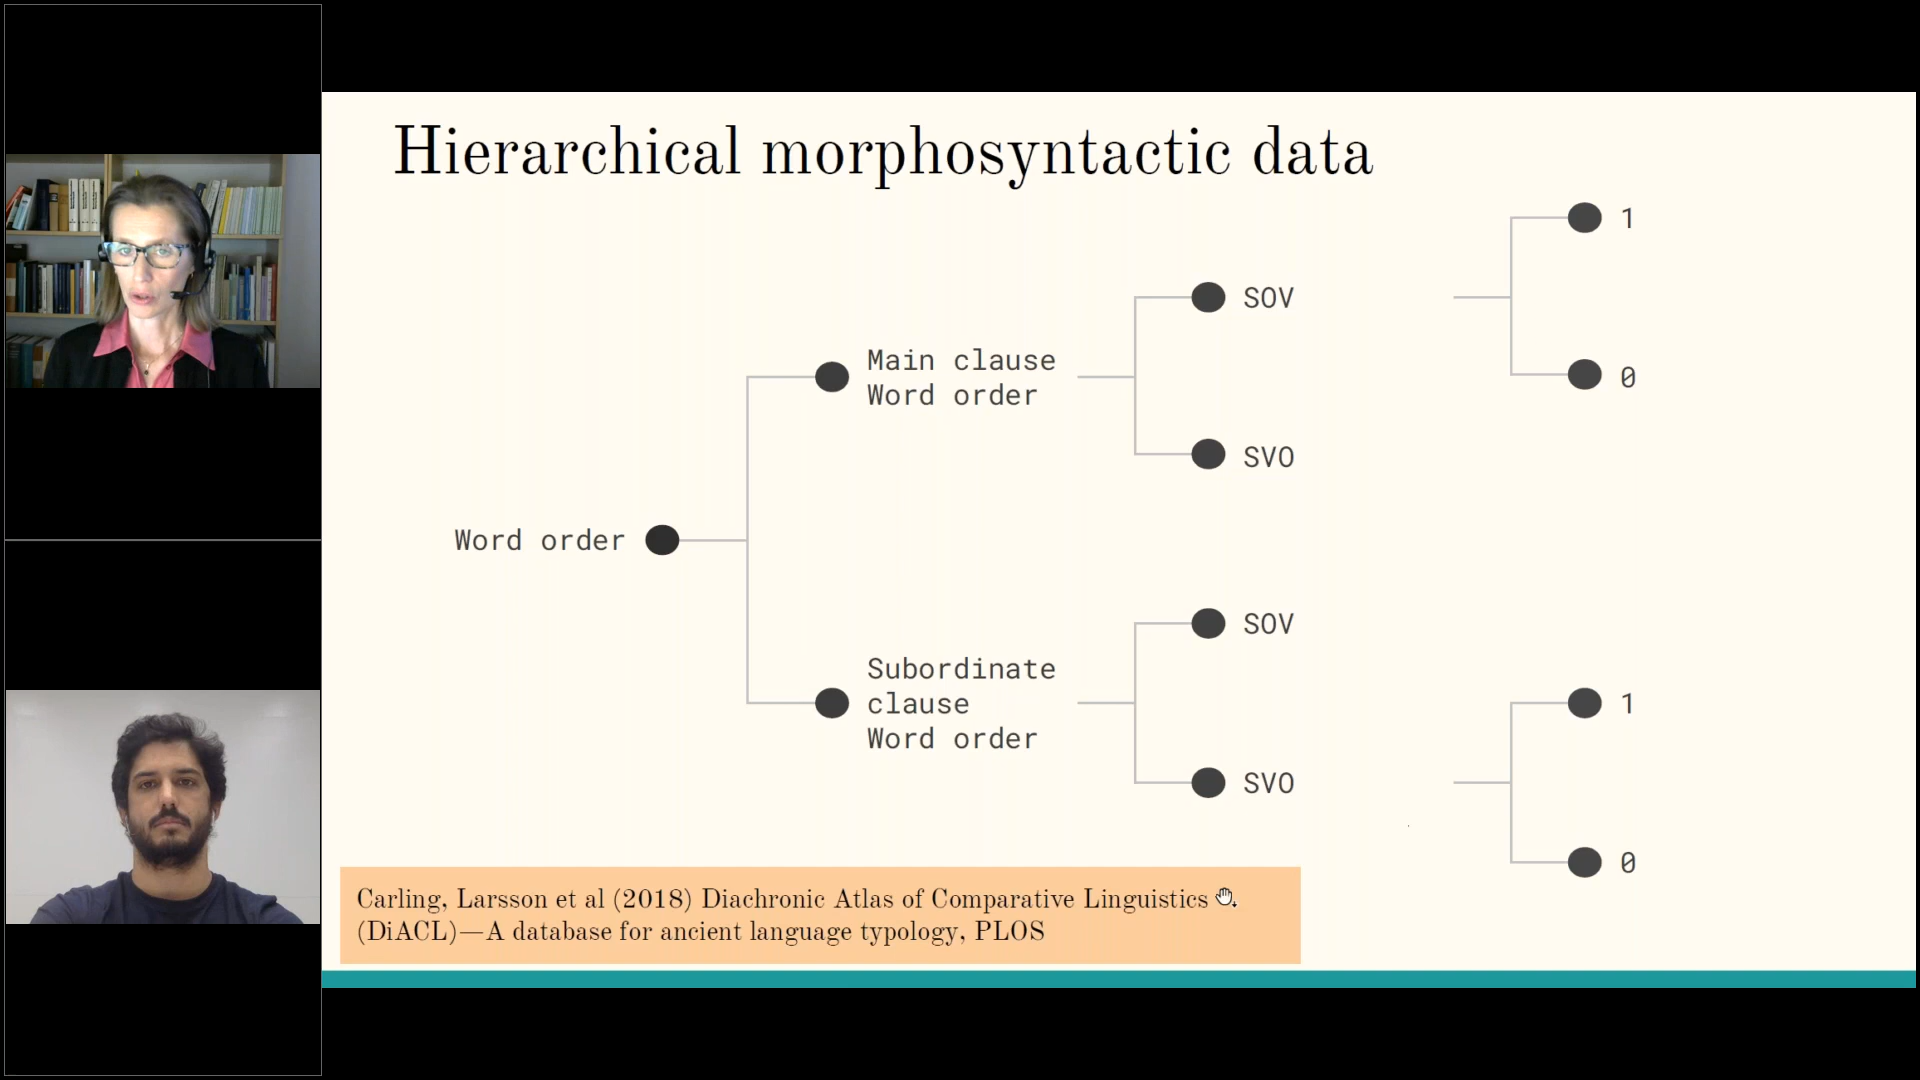 Hierarchical morphosyntactic data
1
SOV
Main clause
Word order
0
SVO
Word order
SOV
Subordinate
clause
Word order
1
SVO
0
Carling, Larsson et al (2018) Diachronic Atlas of Comparative Linguistics
(DiACL)—A database for ancient language typology, PLOS